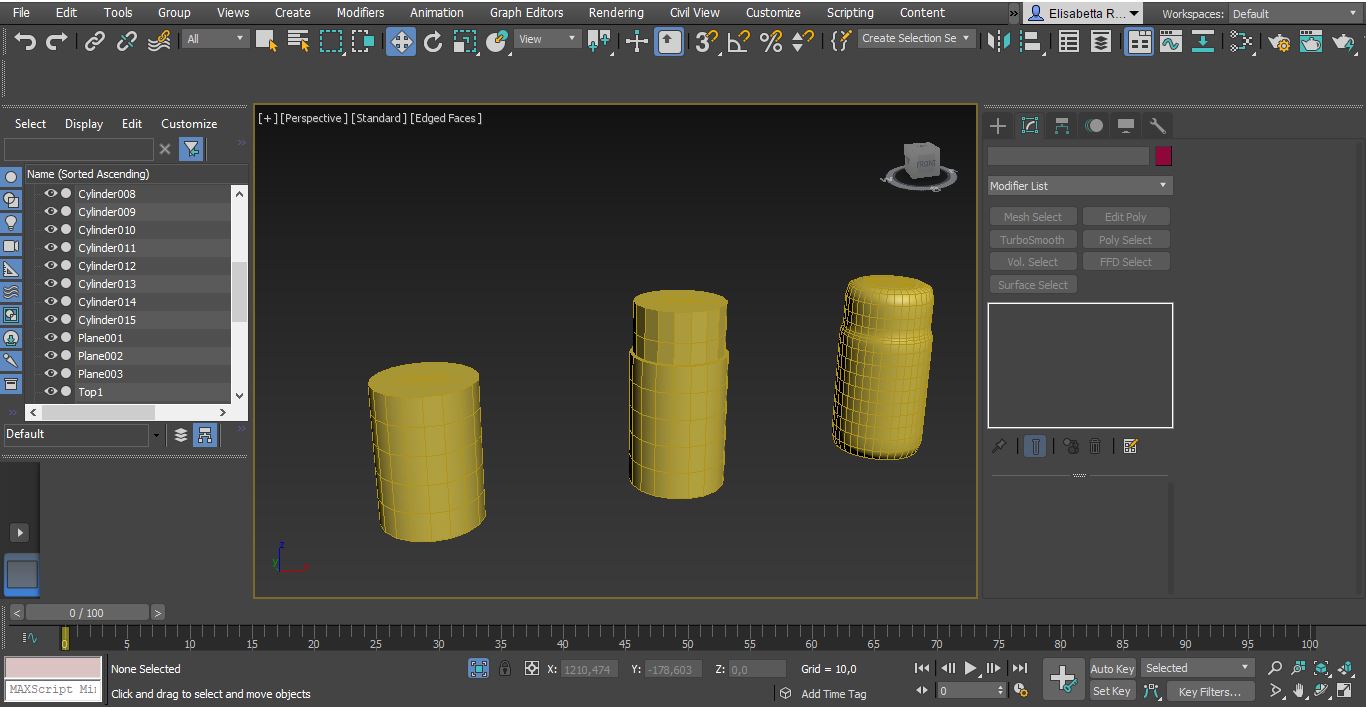 File Edit Tools Group Views Create Modifiers Animation Graph Editors Rendering Civil View Customize Scripting Content » Elisabetta R... Workspaces: Default
All View 3 % Create Selection Se
[+] [Perspective ] [Standard ] [Edged Faces ]
Select Display Edit Customize
FRONT
Name (Sorted Ascending)
Cylinder008
Cylinder009
Cylinder010
Cylinder011
Cylinder012
Cylinder013
Cylinder014
Cylinder015
Plane001
Plane002
Plane003
Top1
Default
Modifier List
Mesh Select Edit Poly
TurboSmooth Poly Select
Vol. Select FFD Select
Surface Select
z
y
0 / 100
0 5 10 15 20 25 30 35 40 45 50 55 60 65 70 75 80 85 90 95 100
None Selected X: 1210,474 Y: -178,603 Z: 0,0 Grid = 10,0 Auto Key Selected
MAXScript Mi Click and drag to select and move objects Add Time Tag 0 Set Key Key Filters...